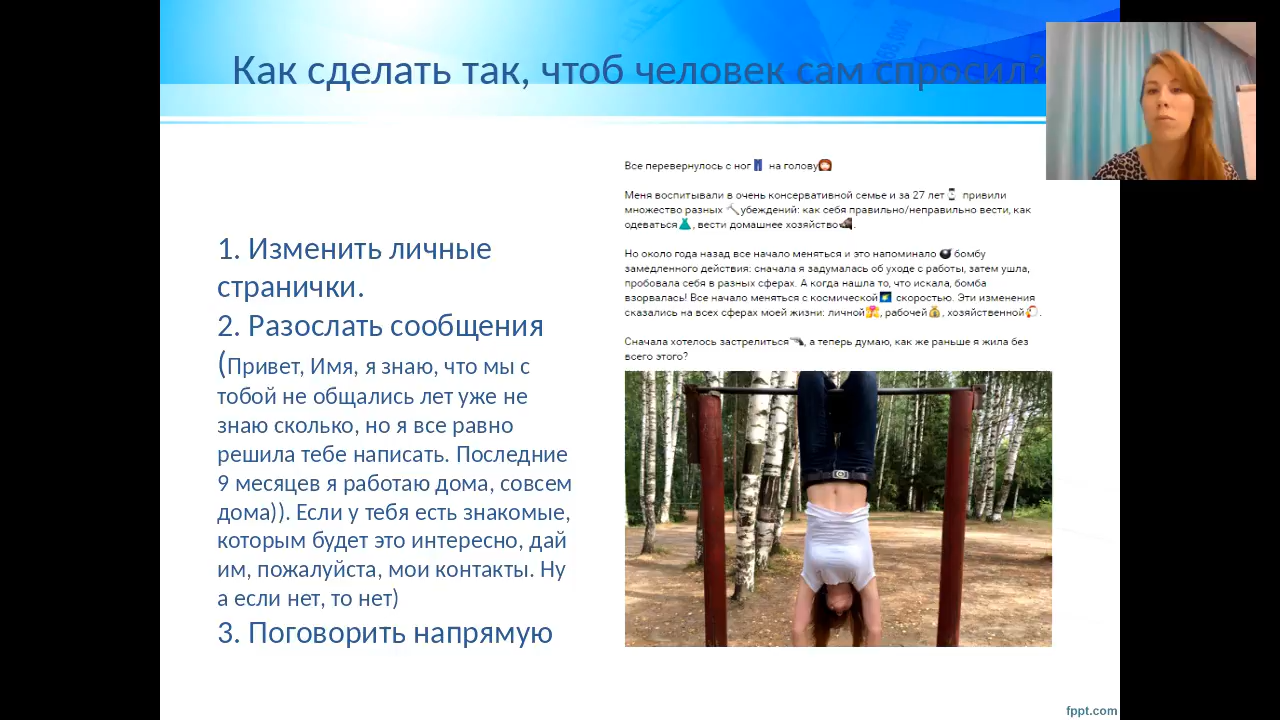 Как сделать так, чтоб человек сам спросил?
1. Изменить личные
странички.
2. Разослать сообщения
(Привет, Имя, я знаю, что мы с
тобой не общались лет уже не
знаю сколько, но я все равно
решила тебе написать. Последние
9 месяцев я работаю дома, совсем
дома)). Если у тебя есть знакомые,
которым будет это интересно, дай
им, пожалуйста, мои контакты. Ну
а если нет, то нет)
3. Поговорить напрямую
Все перевернулось с ног👖 на голову👩
Меня воспитывали в очень консервативной семье и за 27 лет⌚ привили
множество разных 🔨убеждений: как себя правильно/неправильно вести, как
одеваться👗, вести домашнее хозяйство🐗.
Но около года назад все начало меняться и это напоминало 💣 бомбу
замедленного действия: сначала я задумалась об уходе с работы, затем ушла,
пробовала себя в разных сферах. А когда нашла то, что искала, бомба
взорвалась! Все начало меняться с космической🌠 скоростью. Эти изменения
сказались на всех сферах моей жизни: личной💏, рабочей💰, хозяйственной🐔.
Сначала хотелось застрелиться🔫, а теперь думаю, как же раньше я жила без
всего этого?
fppt.com